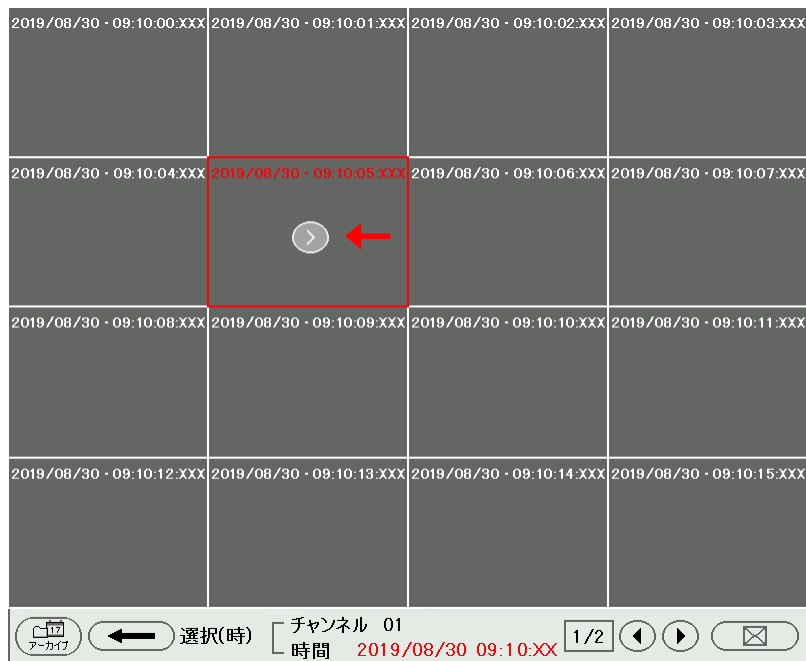 2019/08/30 - 09:10:00:XXX 2019/08/30 - 09:10:01:XXX 2019/08/30 - 09:10:02:XXX 2019/08/30 - 09:10:03:XXX
2019/08/30 - 09:10:04:XXX 2019/08/30 - 09:10:05:XXX 2019/08/30 - 09:10:06:XXX 2019/08/30 - 09:10:07:XXX
2019/08/30 - 09:10:08:XXX 2019/08/30 - 09:10:09:XXX 2019/08/30 - 09:10:10:XXX 2019/08/30 - 09:10:11:XXX
2019/08/30 - 09:10:12:XXX 2019/08/30 - 09:10:13:XXX 2019/08/30 - 09:10:14:XXX 2019/08/30 - 09:10:15:XXX
17
アーカイブ
選択(時)
チャンネル 01
時間 2019/08/30 09:10:XX
1/2